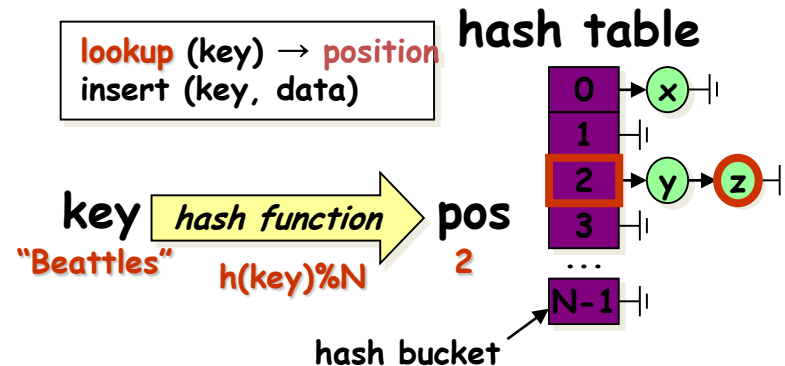 hash table
lookup (key) → position
insert (key, data)
0
x
1
2
y
z
3
...
N-1
key
hash function
pos
"Beattles"
h(key)%N
2
hash bucket